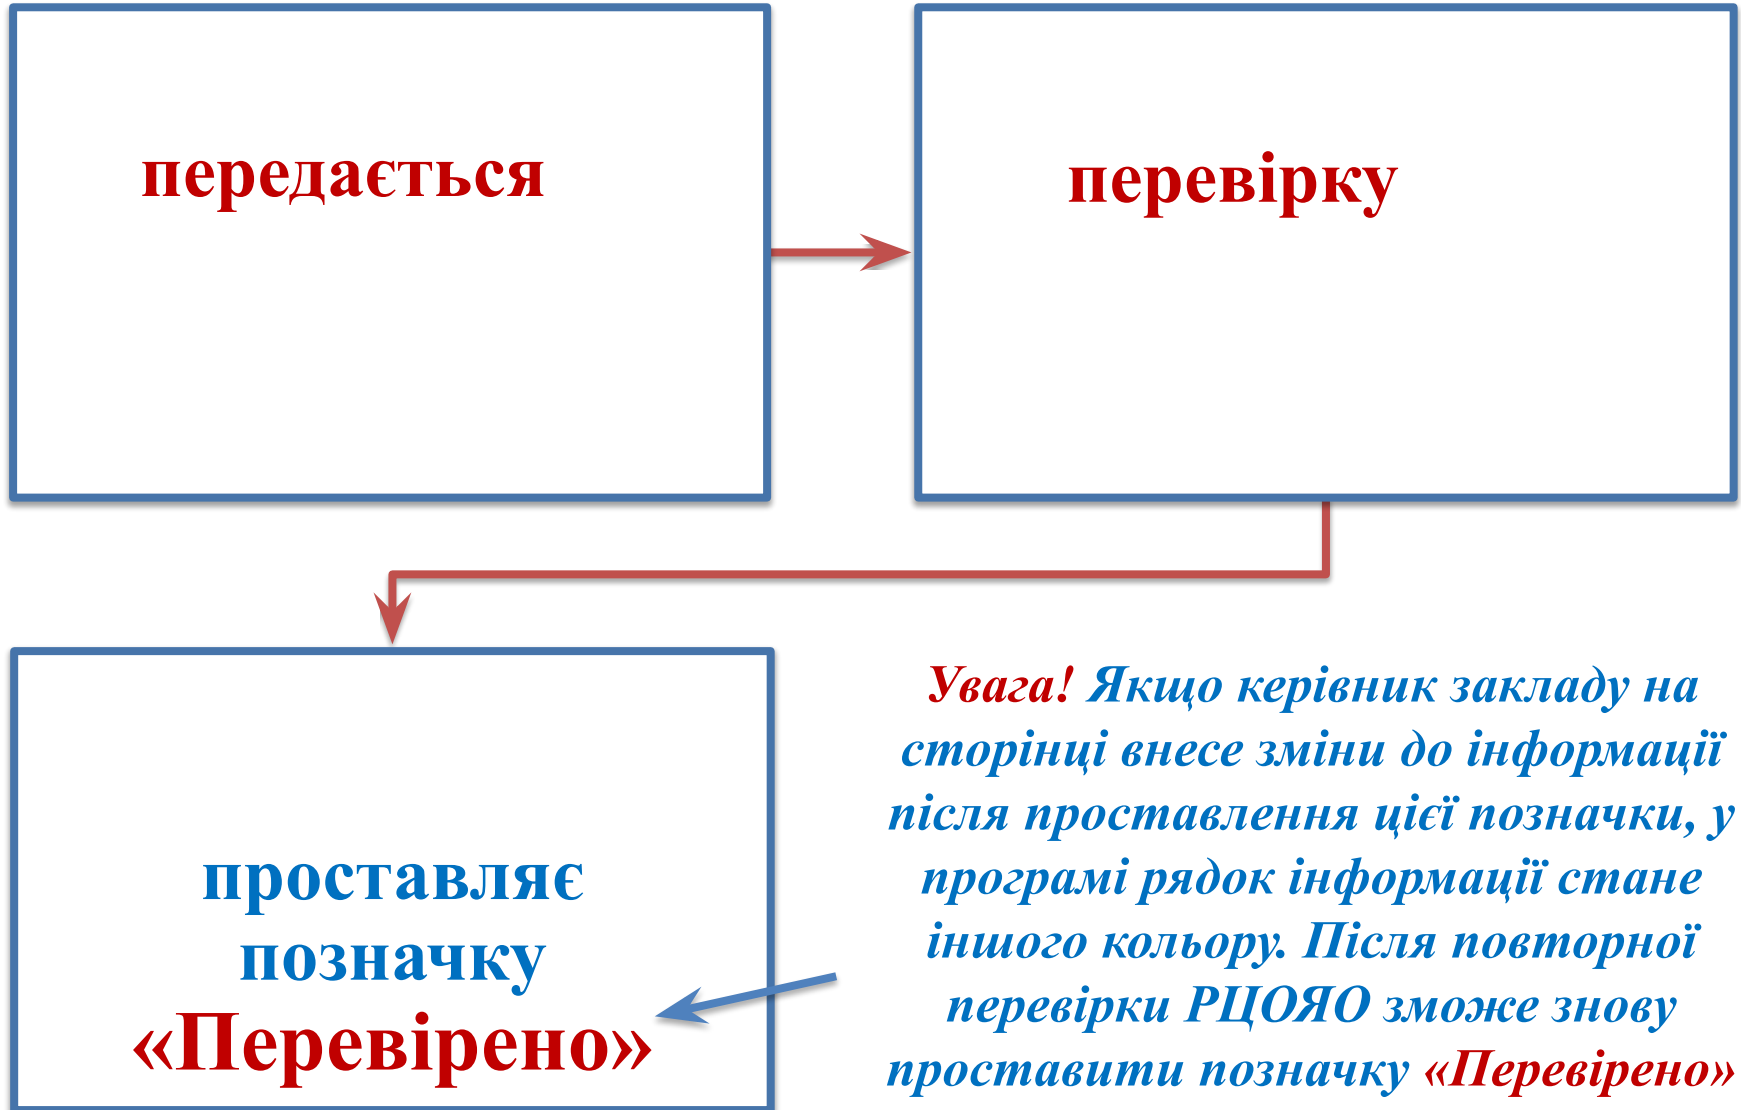 передається
перевірку
проставляє
позначку
«Перевірено»
Увага! Якщо керівник закладу на
сторінці внесе зміни до інформації
після проставлення цієї позначки, у
програмі рядок інформації стане
іншого кольору. Після повторної
перевірки РЦОЯО зможе знову
проставити позначку «Перевірено»